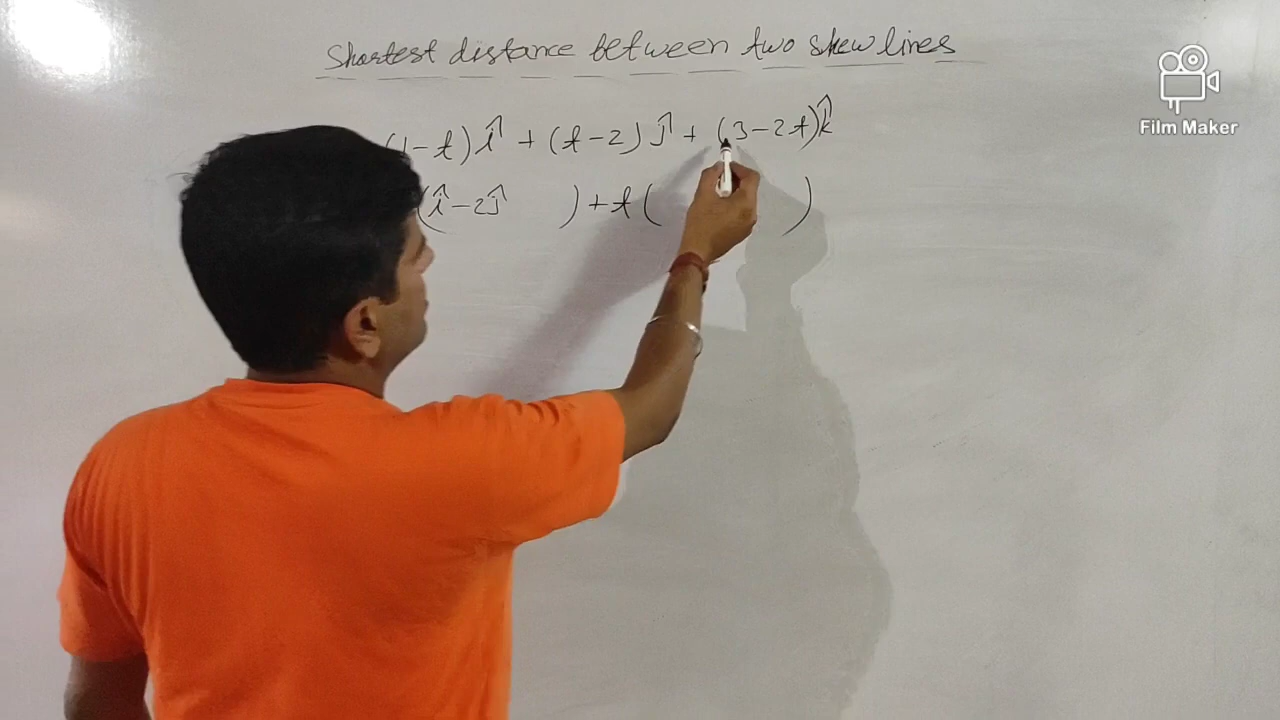 Shortest distance between two skew lines
(1-t)î + (t-2)ĵ + (3-2t)k̂
(î-2ĵ ) + t( )
Film Maker